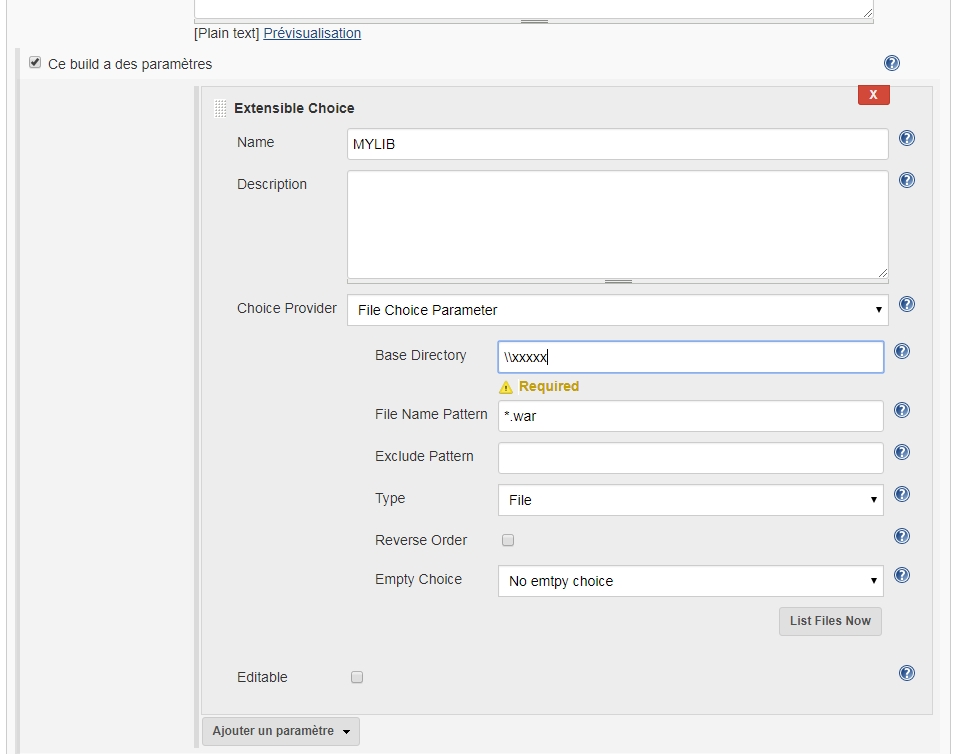 [Plain text] Prévisualisation
Ce build a des paramètres
X
Extensible Choice
Name MYLIB
Description
Choice Provider File Choice Parameter
Base Directory \\xxxxx
Required
File Name Pattern *.war
Exclude Pattern
Type File
Reverse Order
Empty Choice No emtpy choice
List Files Now
Editable
Ajouter un paramètre